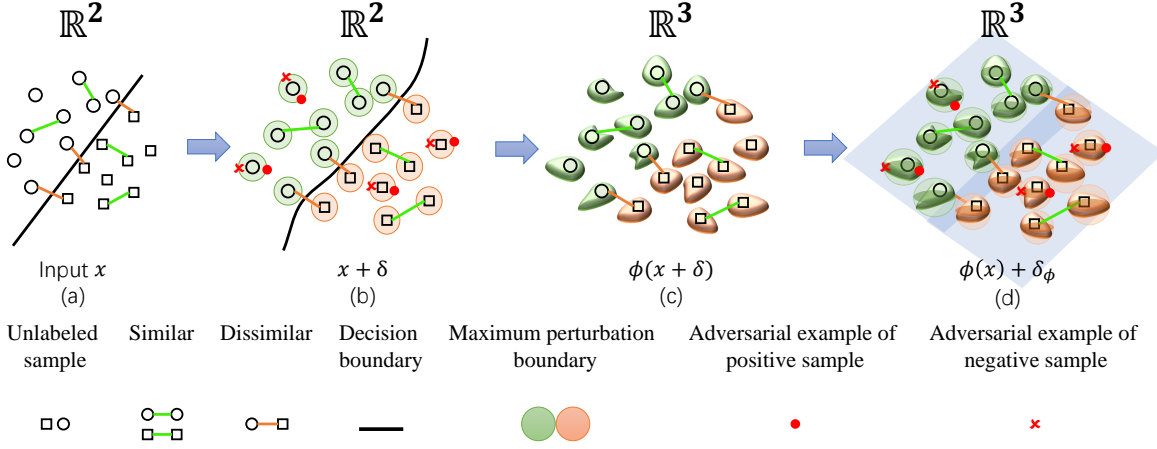 ℝ² ℝ² ℝ³ ℝ³
Input x x + δ ϕ(x + δ) ϕ(x) + δ_ϕ
(a) (b) (c) (d)
Unlabeled Similar Dissimilar Decision Maximum perturbation Adversarial example of Adversarial example of
sample boundary boundary positive sample negative sample